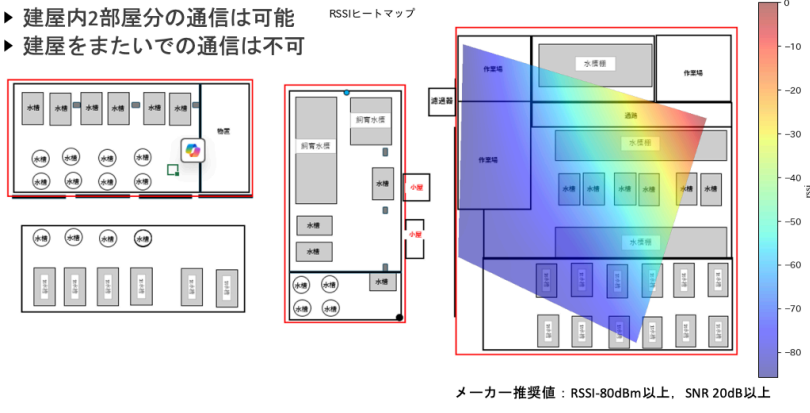 ▶ 建屋内2部屋分の通信は可能
▶ 建屋をまたいでの通信は不可
RSSIヒートマップ
水槽 水槽 水槽 水槽 水槽 水槽
物置
水槽 水槽 水槽 水槽
水槽 水槽 水槽 水槽
水槽 水槽 水槽 水槽
飼育水槽
飼育水槽
水槽
水槽
水槽
水槽 水槽 水槽
水槽 水槽
濾過器
小屋
小屋
作業場
水槽棚
作業場
通路
水槽棚
作業場
水槽 水槽 水槽 水槽 水槽 水槽
水槽棚
0
−10
−20
−30
−40
−50
−60
−70
−80
rssi
メーカー推奨値：RSSI-80dBm以上，SNR 20dB以上